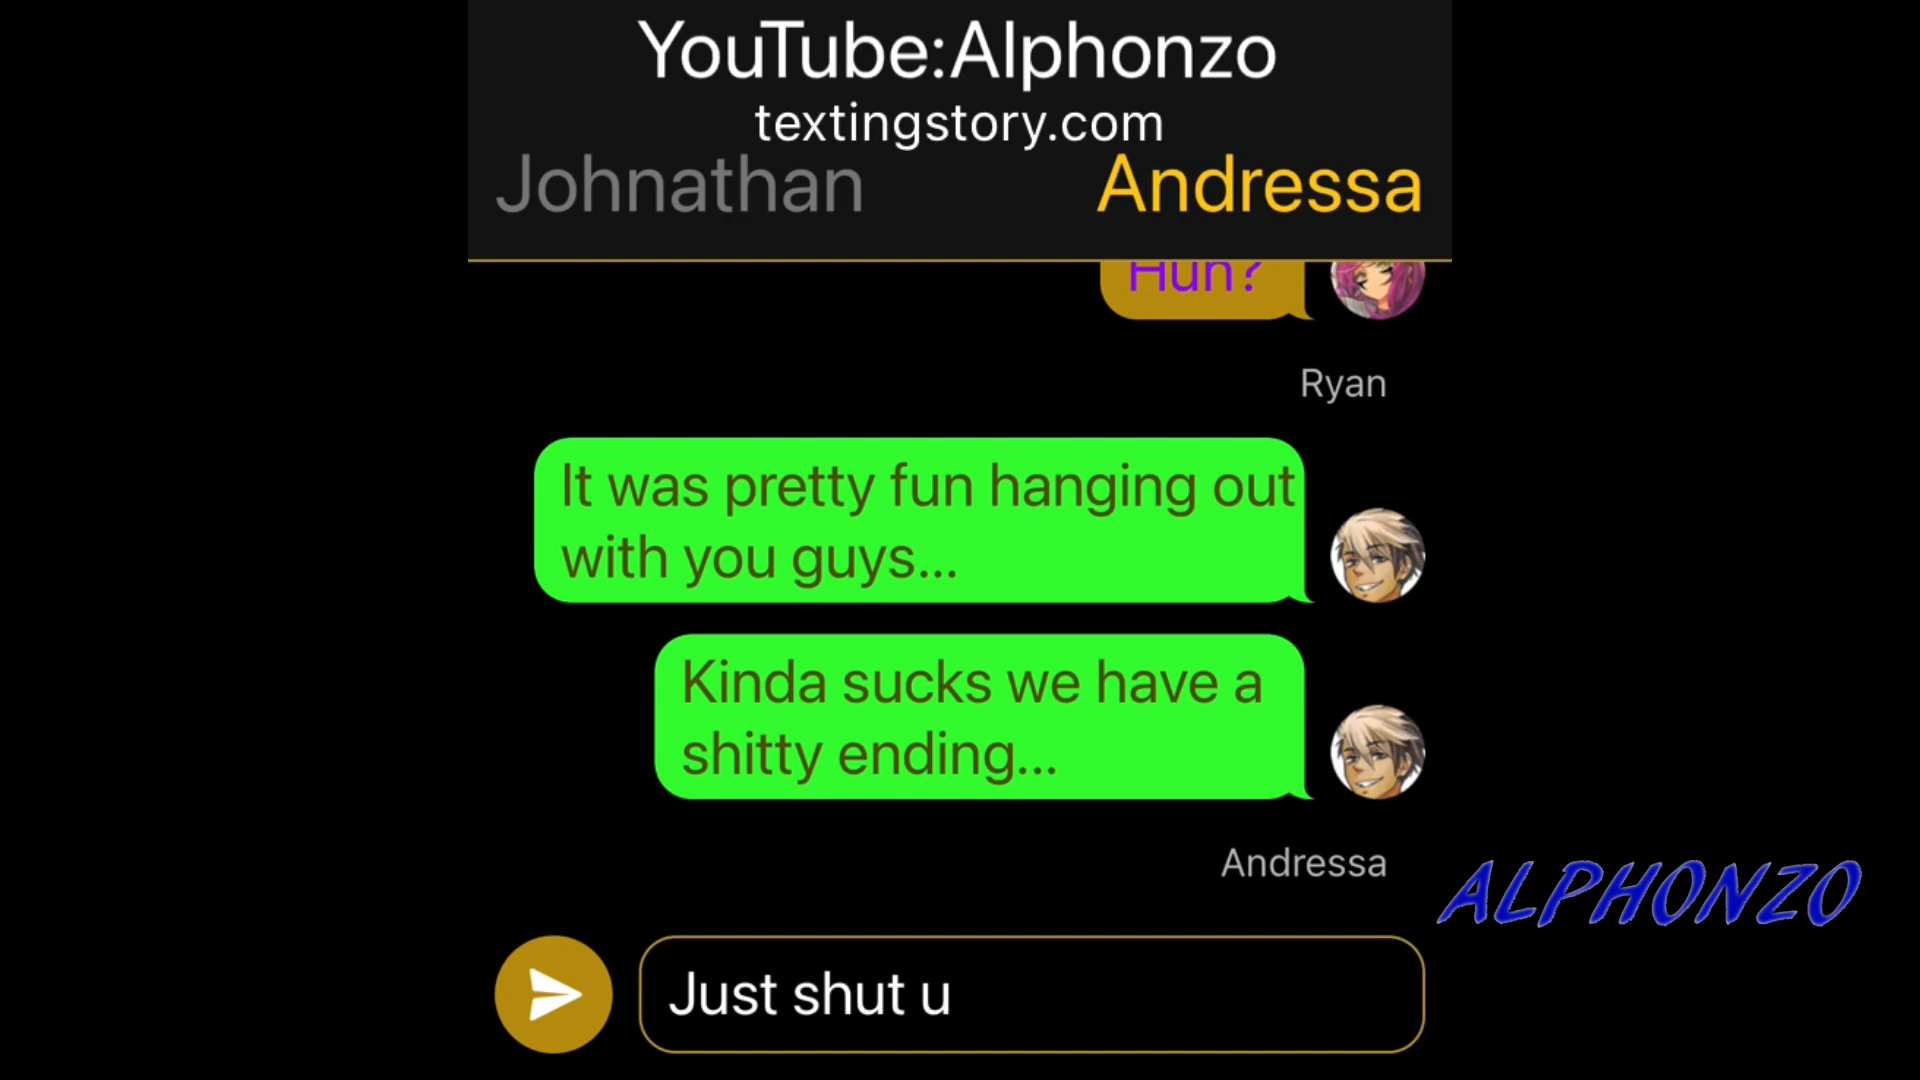 YouTube:Alphonzo
textingstory.com
Johnathan
Andressa
Huh?
Ryan
It was pretty fun hanging out
with you guys...
Kinda sucks we have a
shitty ending...
Andressa
ALPHONZO
Just shut u